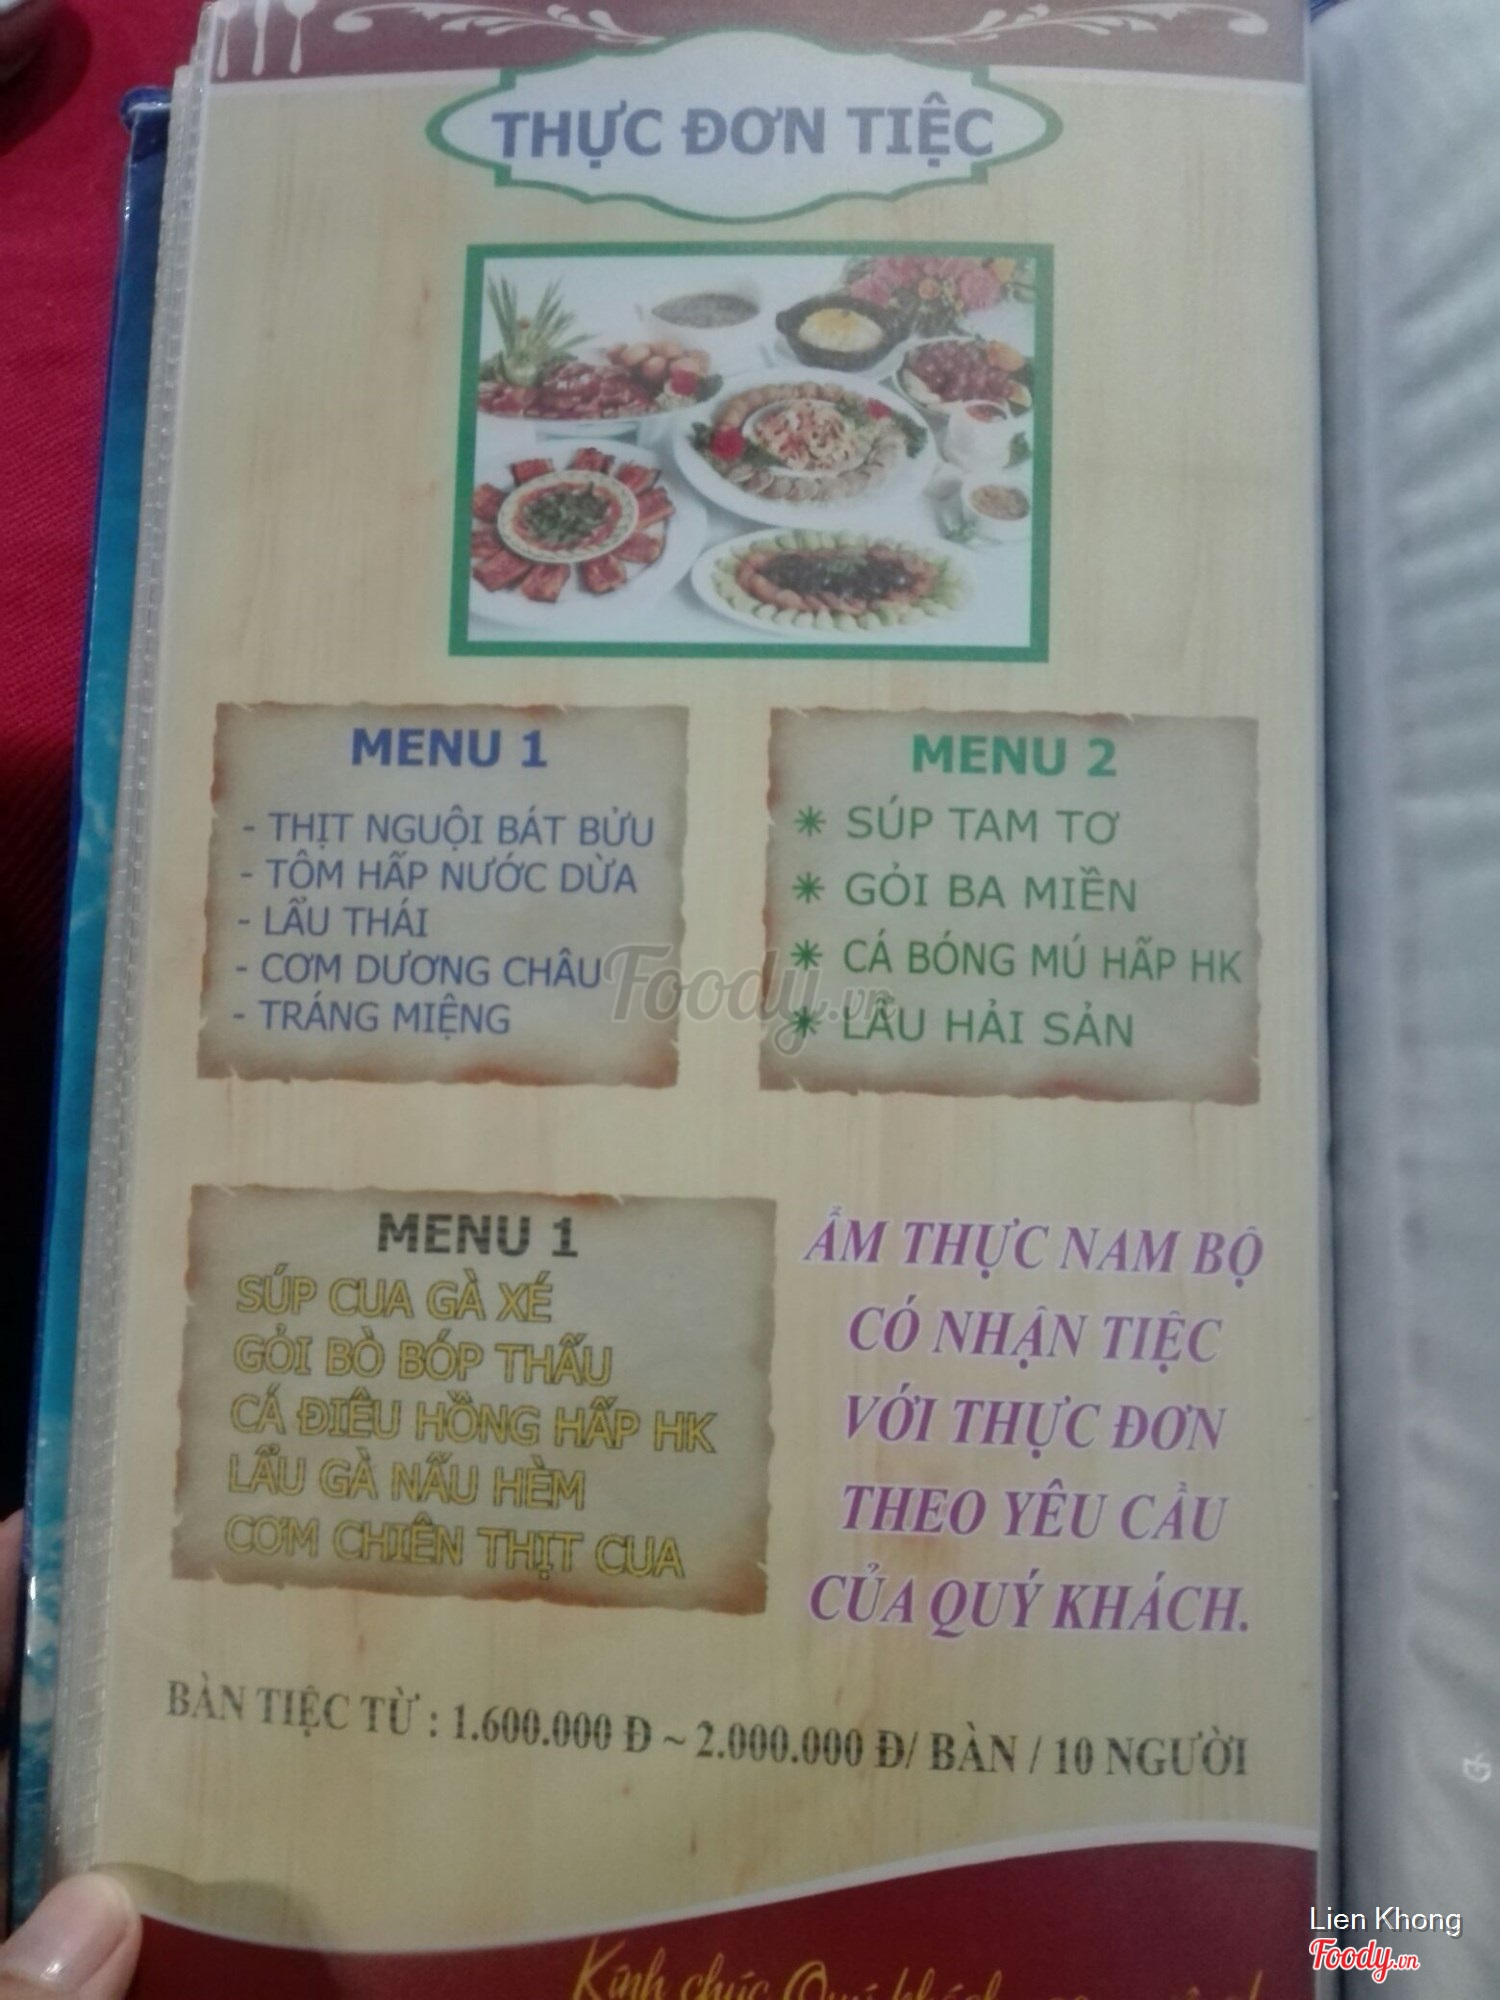 THỰC ĐƠN TIỆC
MENU 1
- THỊT NGUỘI BÁT BỬU
- TÔM HẤP NƯỚC DỪA
- LẨU THÁI
- CƠM DƯƠNG CHÂU
- TRÁNG MIỆNG
MENU 2
SÚP TAM TƠ
GỎI BA MIỀN
CÁ BÓNG MÚ HẤP HK
LẨU HẢI SẢN
Foody.vn
MENU 1
SÚP CUA GÀ XÉ
GỎI BÒ BÓP THẤU
CÁ ĐIÊU HỒNG HẤP HK
LẨU GÀ NẤU HÈM
CƠM CHIÊN THỊT CUA
ẨM THỰC NAM BỘ
CÓ NHẬN TIỆC
VỚI THỰC ĐƠN
THEO YÊU CẦU
CỦA QUÝ KHÁCH.
BÀN TIỆC TỪ : 1.600.000 Đ ~ 2.000.000 Đ/ BÀN / 10 NGƯỜI
Kính chúc Quý khách
Lien Khong
Foody.vn